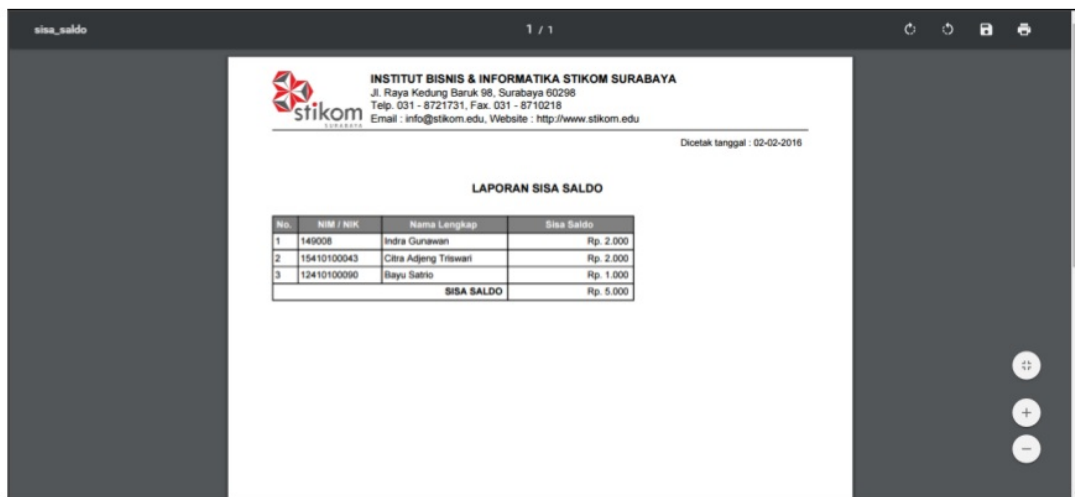 sisa_saldo
1 / 1
stikom
SURABAYA
INSTITUT BISNIS & INFORMATIKA STIKOM SURABAYA
Jl. Raya Kedung Baruk 98, Surabaya 60298
Telp. 031 - 8721731, Fax. 031 - 8710218
Email : info@stikom.edu, Website : http://www.stikom.edu
Dicetak tanggal : 02-02-2016
LAPORAN SISA SALDO
No. NIM / NIK Nama Lengkap Sisa Saldo
1 149008 Indra Gunawan Rp. 2.000
2 15410100043 Citra Adjeng Triswari Rp. 2.000
3 12410100090 Bayu Satrio Rp. 1.000
SISA SALDO Rp. 5.000